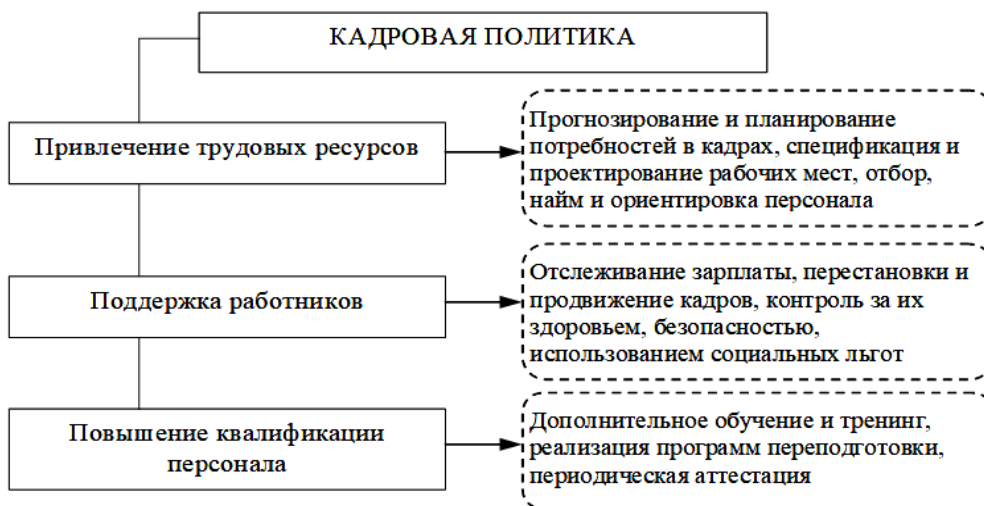 КАДРОВАЯ ПОЛИТИКА
Привлечение трудовых ресурсов
Прогнозирование и планирование
потребностей в кадрах, спецификация и
проектирование рабочих мест, отбор,
найм и ориентировка персонала
Поддержка работников
Отслеживание зарплаты, перестановки и
продвижение кадров, контроль за их
здоровьем, безопасностью,
использованием социальных льгот
Повышение квалификации
персонала
Дополнительное обучение и тренинг,
реализация программ переподготовки,
периодическая аттестация